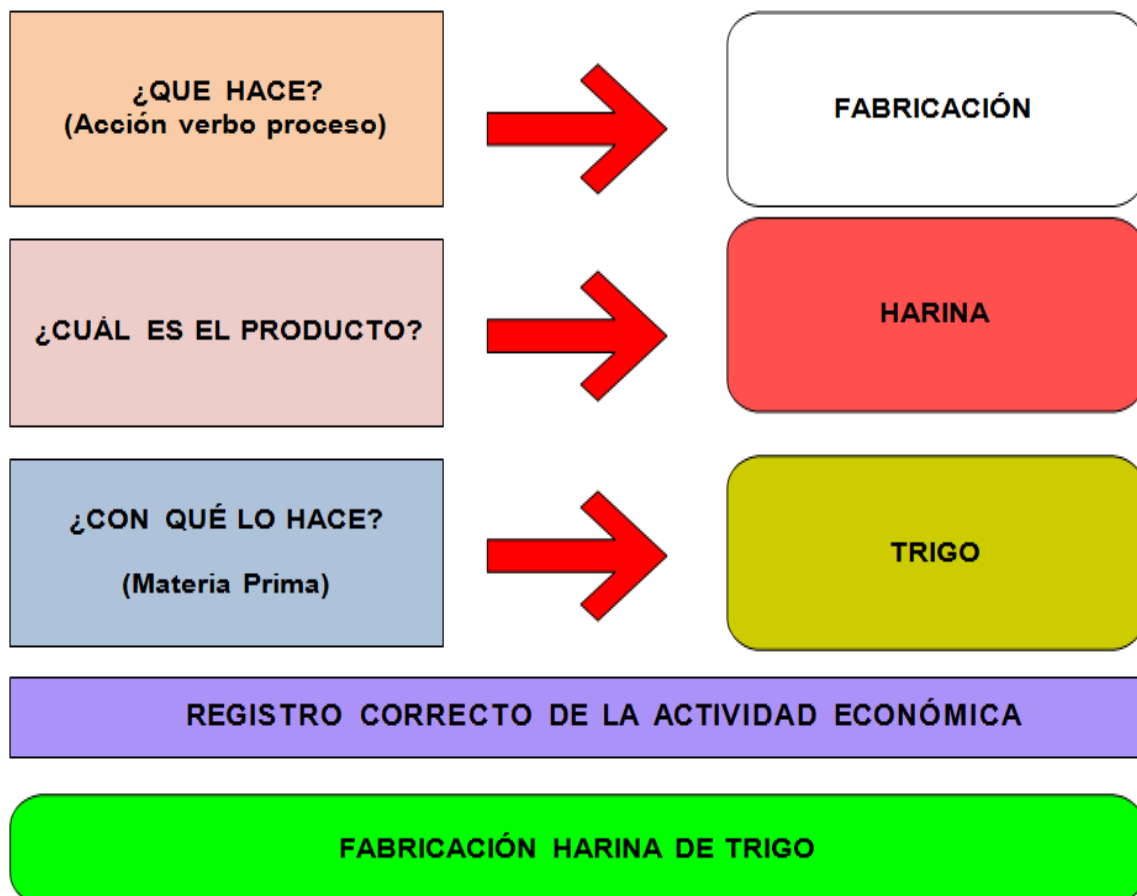 ¿QUE HACE?
(Acción verbo proceso)
FABRICACIÓN
¿CUÁL ES EL PRODUCTO?
HARINA
¿CON QUÉ LO HACE?
(Materia Prima)
TRIGO
REGISTRO CORRECTO DE LA ACTIVIDAD ECONÓMICA
FABRICACIÓN HARINA DE TRIGO